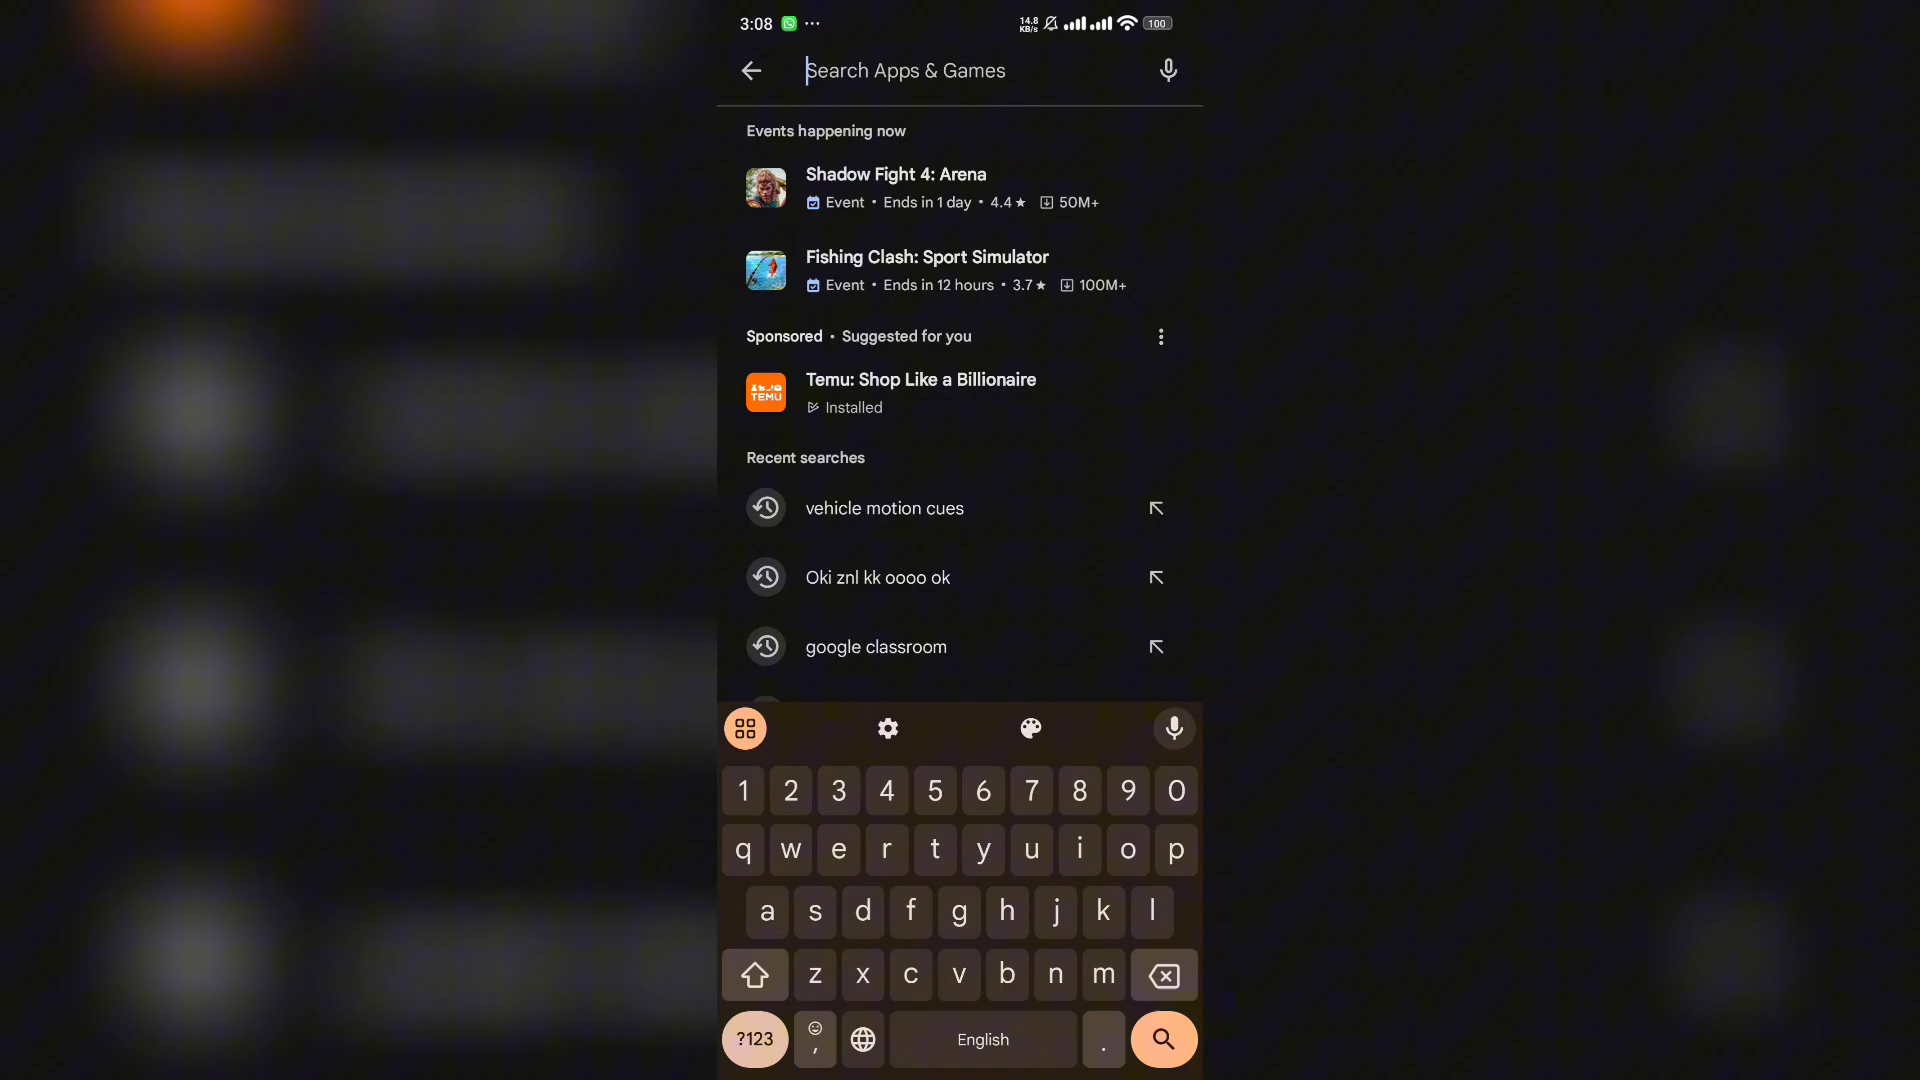 3:08 ... 14.8 KB/s 100
Search Apps & Games
Events happening now
Shadow Fight 4: Arena
Event • Ends in 1 day • 4.4★ 50M+
Fishing Clash: Sport Simulator
Event • Ends in 12 hours • 3.7★ 100M+
Sponsored • Suggested for you
TEMU
Temu: Shop Like a Billionaire
Installed
Recent searches
vehicle motion cues
Oki znl kk oooo ok
google classroom
1 2 3 4 5 6 7 8 9 0
q w e r t y u i o p
a s d f g h j k l
z x c v b n m
?123 , English .